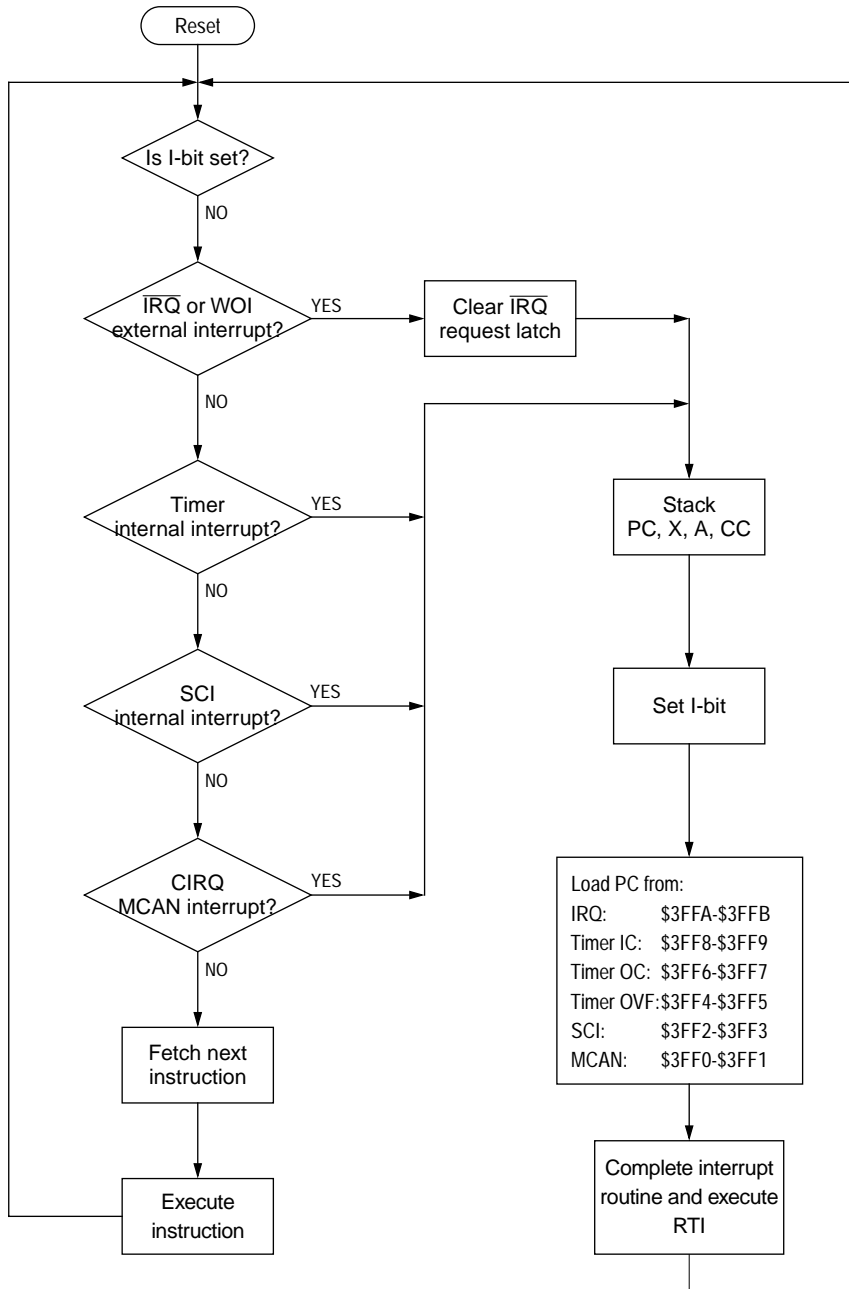 Reset
Is I-bit set?
NO
I̅R̅Q̅ or WOI
external interrupt?
YES
Clear I̅R̅Q̅
request latch
NO
Timer
internal interrupt?
YES
Stack
PC, X, A, CC
NO
SCI
internal interrupt?
YES
Set I-bit
NO
CIRQ
MCAN interrupt?
YES
NO
Load PC from:
IRQ: $3FFA-$3FFB
Timer IC: $3FF8-$3FF9
Timer OC: $3FF6-$3FF7
Timer OVF:$3FF4-$3FF5
SCI: $3FF2-$3FF3
MCAN: $3FF0-$3FF1
Fetch next
instruction
Execute
instruction
Complete interrupt
routine and execute
RTI